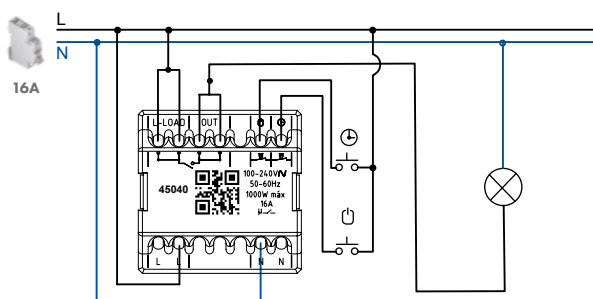 L
N
16A
L-LOAD OUT
45040
100-240V
50-60Hz
1000W máx
16A
μ
L L N N